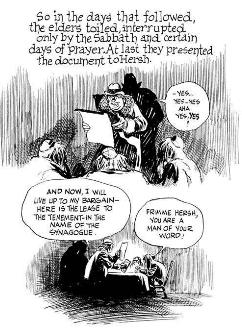 So in the days that followed,
the elders toiled, interrupted
only by the Sabbath and certain
days of prayer. At last they presented
the document to Hersh.
-YES...
YES-YES
AHA
YES, YES
AND NOW, I WILL
LIVE UP TO MY BARGAIN-
HERE IS THE LEASE TO
THE TENEMENT-IN THE
NAME OF THE
SYNAGOGUE.
FRIMME HERSH,
YOU ARE A
MAN OF YOUR
WORD!